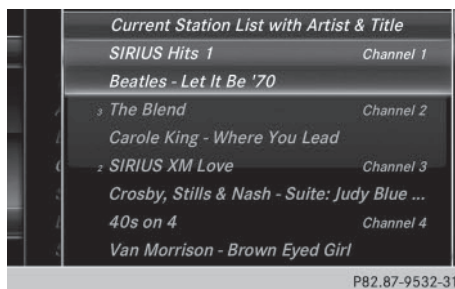 Current Station List with Artist & Title
SIRIUS Hits 1 Channel 1
Beatles - Let It Be '70
3 The Blend Channel 2
Carole King - Where You Lead
2 SIRIUS XM Love Channel 3
Crosby, Stills & Nash - Suite: Judy Blue ...
40s on 4 Channel 4
Van Morrison - Brown Eyed Girl
P82.87-9532-31